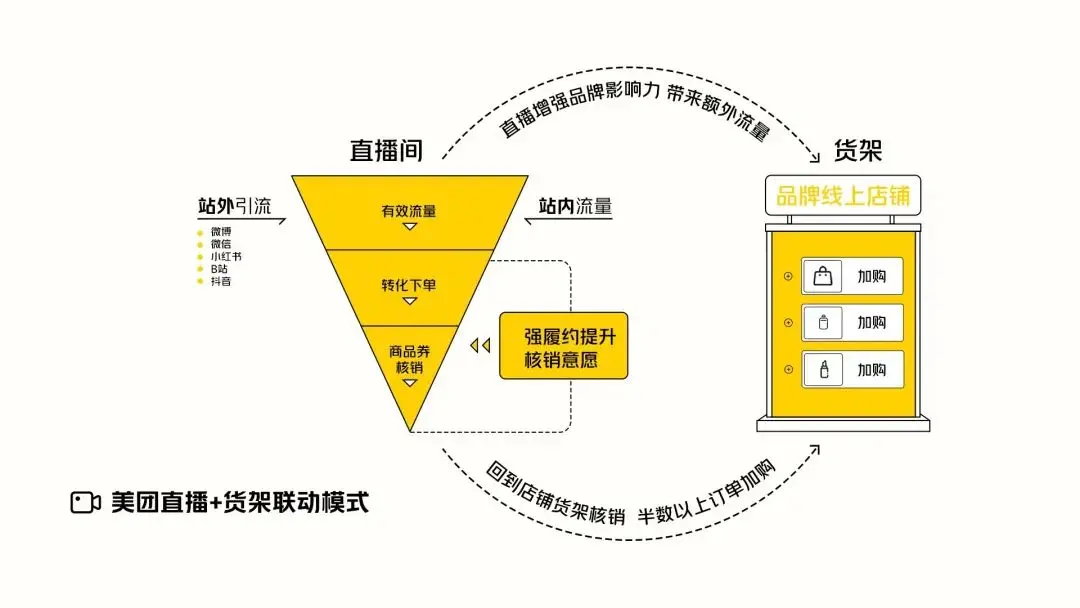 直播增强品牌影响力 带来额外流量
直播间
货架
站外引流
微博
微信
小红书
B站
抖音
站内流量
有效流量
转化下单
商品券
核销
强履约提升
核销意愿
品牌线上店铺
加购
加购
加购
回到店铺货架核销 半数以上订单加购
美团直播+货架联动模式